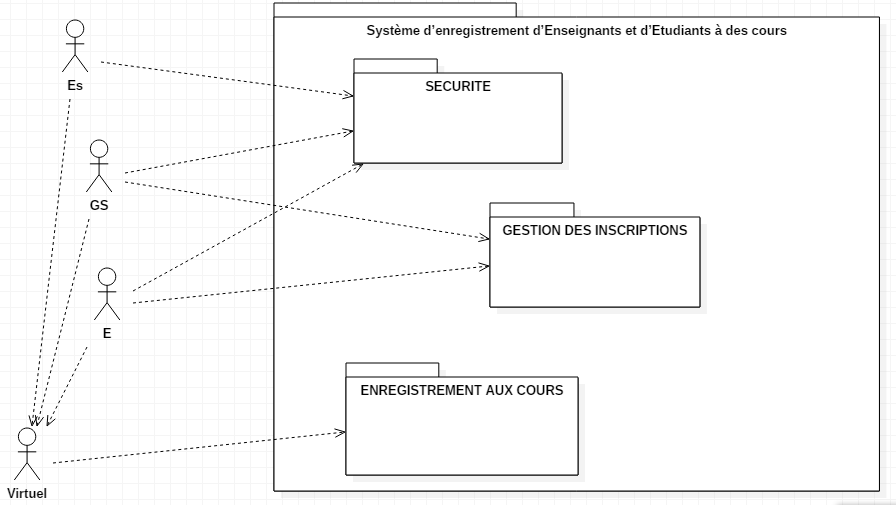 Système d'enregistrement d'Enseignants et d'Etudiants à des cours
Es
SECURITE
GS
GESTION DES INSCRIPTIONS
E
ENREGISTREMENT AUX COURS
Virtuel